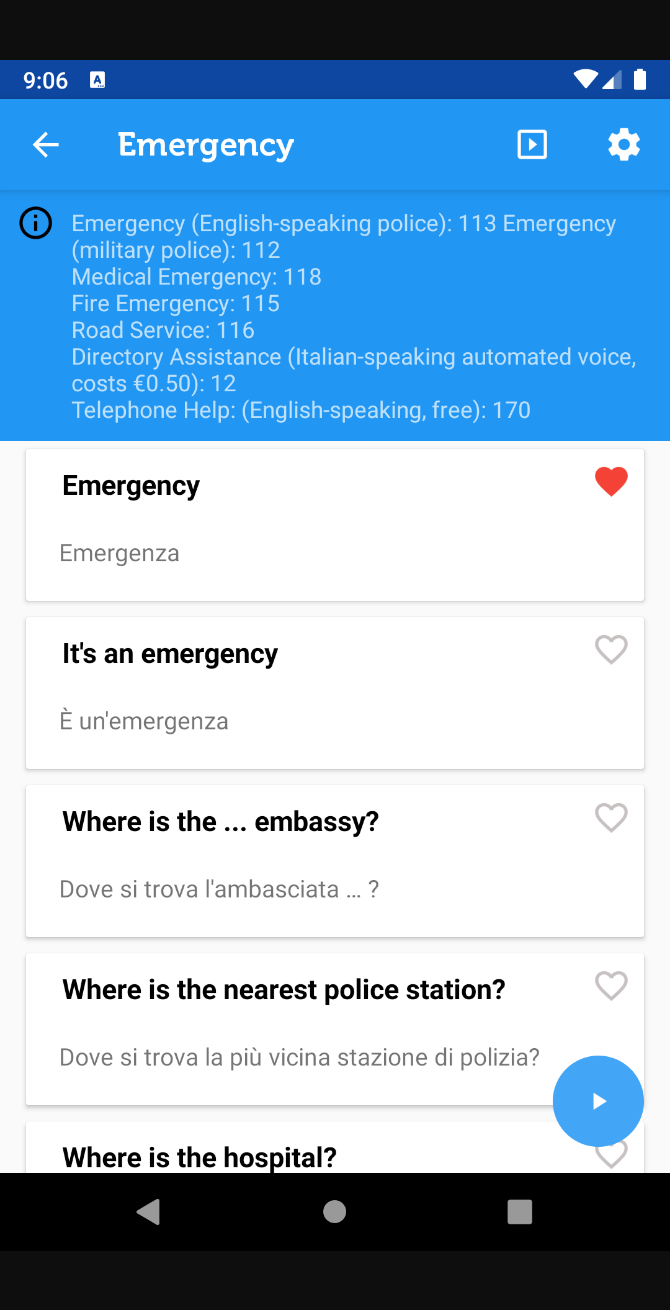 9:06
Emergency
Emergency (English-speaking police): 113 Emergency
(military police): 112
Medical Emergency: 118
Fire Emergency: 115
Road Service: 116
Directory Assistance (Italian-speaking automated voice,
costs €0.50): 12
Telephone Help: (English-speaking, free): 170
Emergency
Emergenza
It's an emergency
È un'emergenza
Where is the ... embassy?
Dove si trova l'ambasciata ... ?
Where is the nearest police station?
Dove si trova la più vicina stazione di polizia?
Where is the hospital?